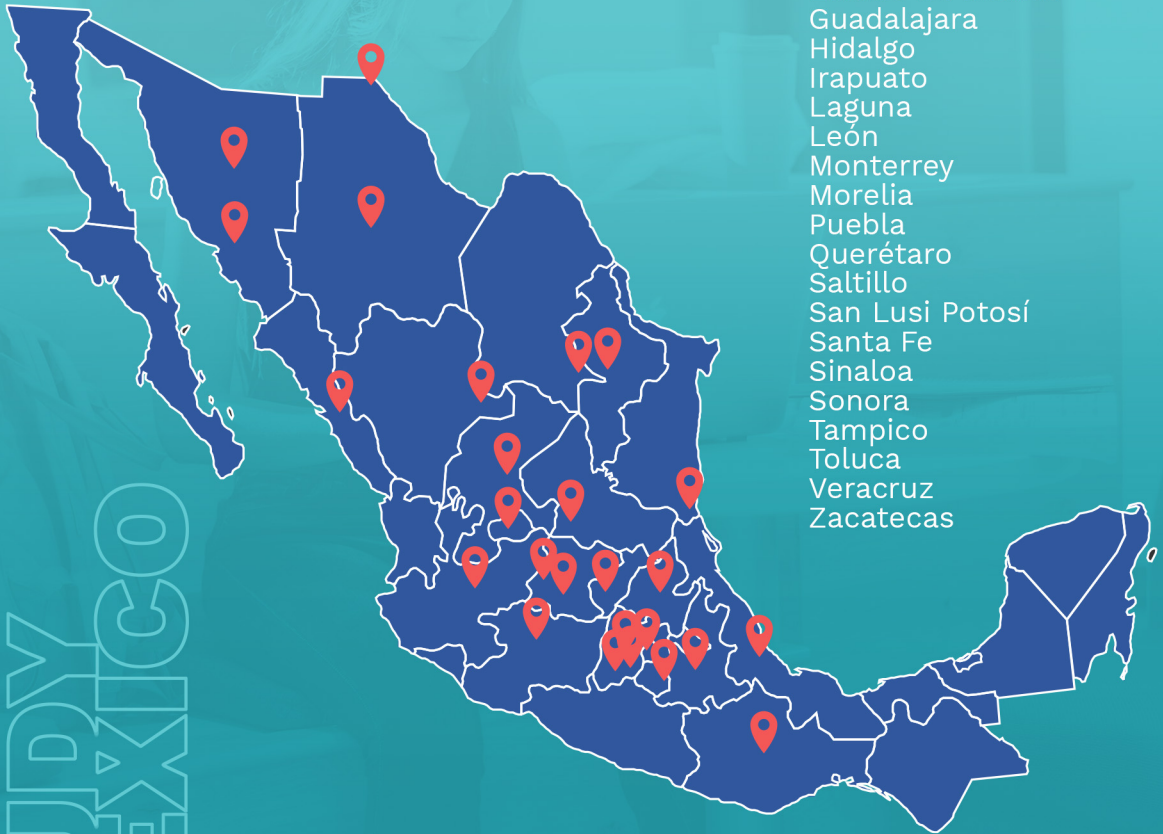 Guadalajara
Hidalgo
Irapuato
Laguna
León
Monterrey
Morelia
Puebla
Querétaro
Saltillo
San Lusi Potosí
Santa Fe
Sinaloa
Sonora
Tampico
Toluca
Veracruz
Zacatecas